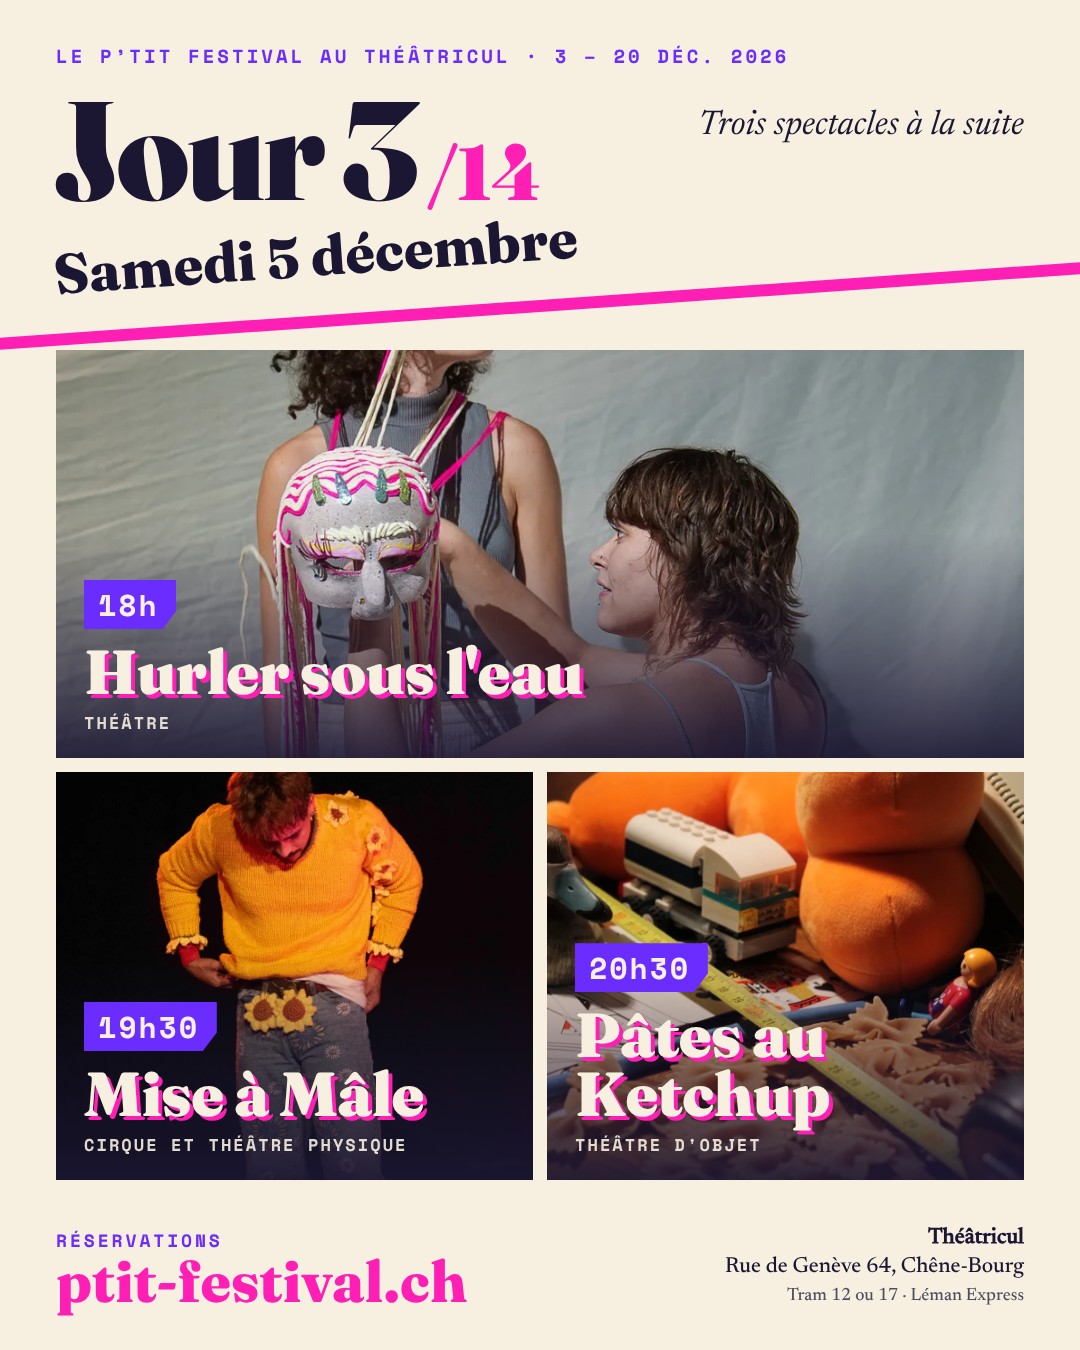 LE P'TIT FESTIVAL AU THÉÂTRICUL · 3 – 20 DÉC. 2026
Jour 3/14
Trois spectacles à la suite
Samedi 5 décembre
18h
Hurler sous l'eau
THÉÂTRE
19h30
Mise à Mâle
CIRQUE ET THÉÂTRE PHYSIQUE
20h30
Pâtes au
Ketchup
THÉÂTRE D'OBJET
RÉSERVATIONS
ptit-festival.ch
Théâtricul
Rue de Genève 64, Chêne-Bourg
Tram 12 ou 17 · Léman Express